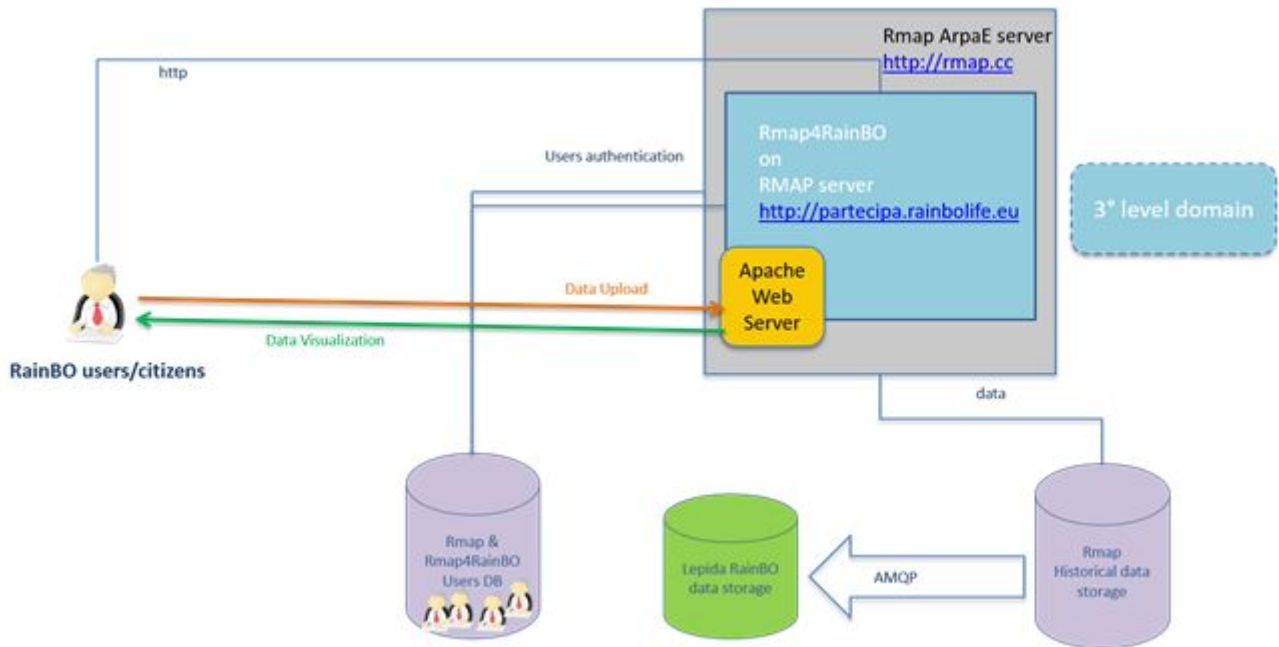 Rmap ArpaE server
http://rmap.cc
http
Rmap4RainBO
on
RMAP server
http://partecipa.rainbolife.eu
Users authentication
3° level domain
Apache
Web
Server
Data Upload
Data Visualization
RainBO users/citizens
data
Rmap &
Rmap4RainBO
Users DB
Lepida RainBO
data storage
AMQP
Rmap
Historical data
storage